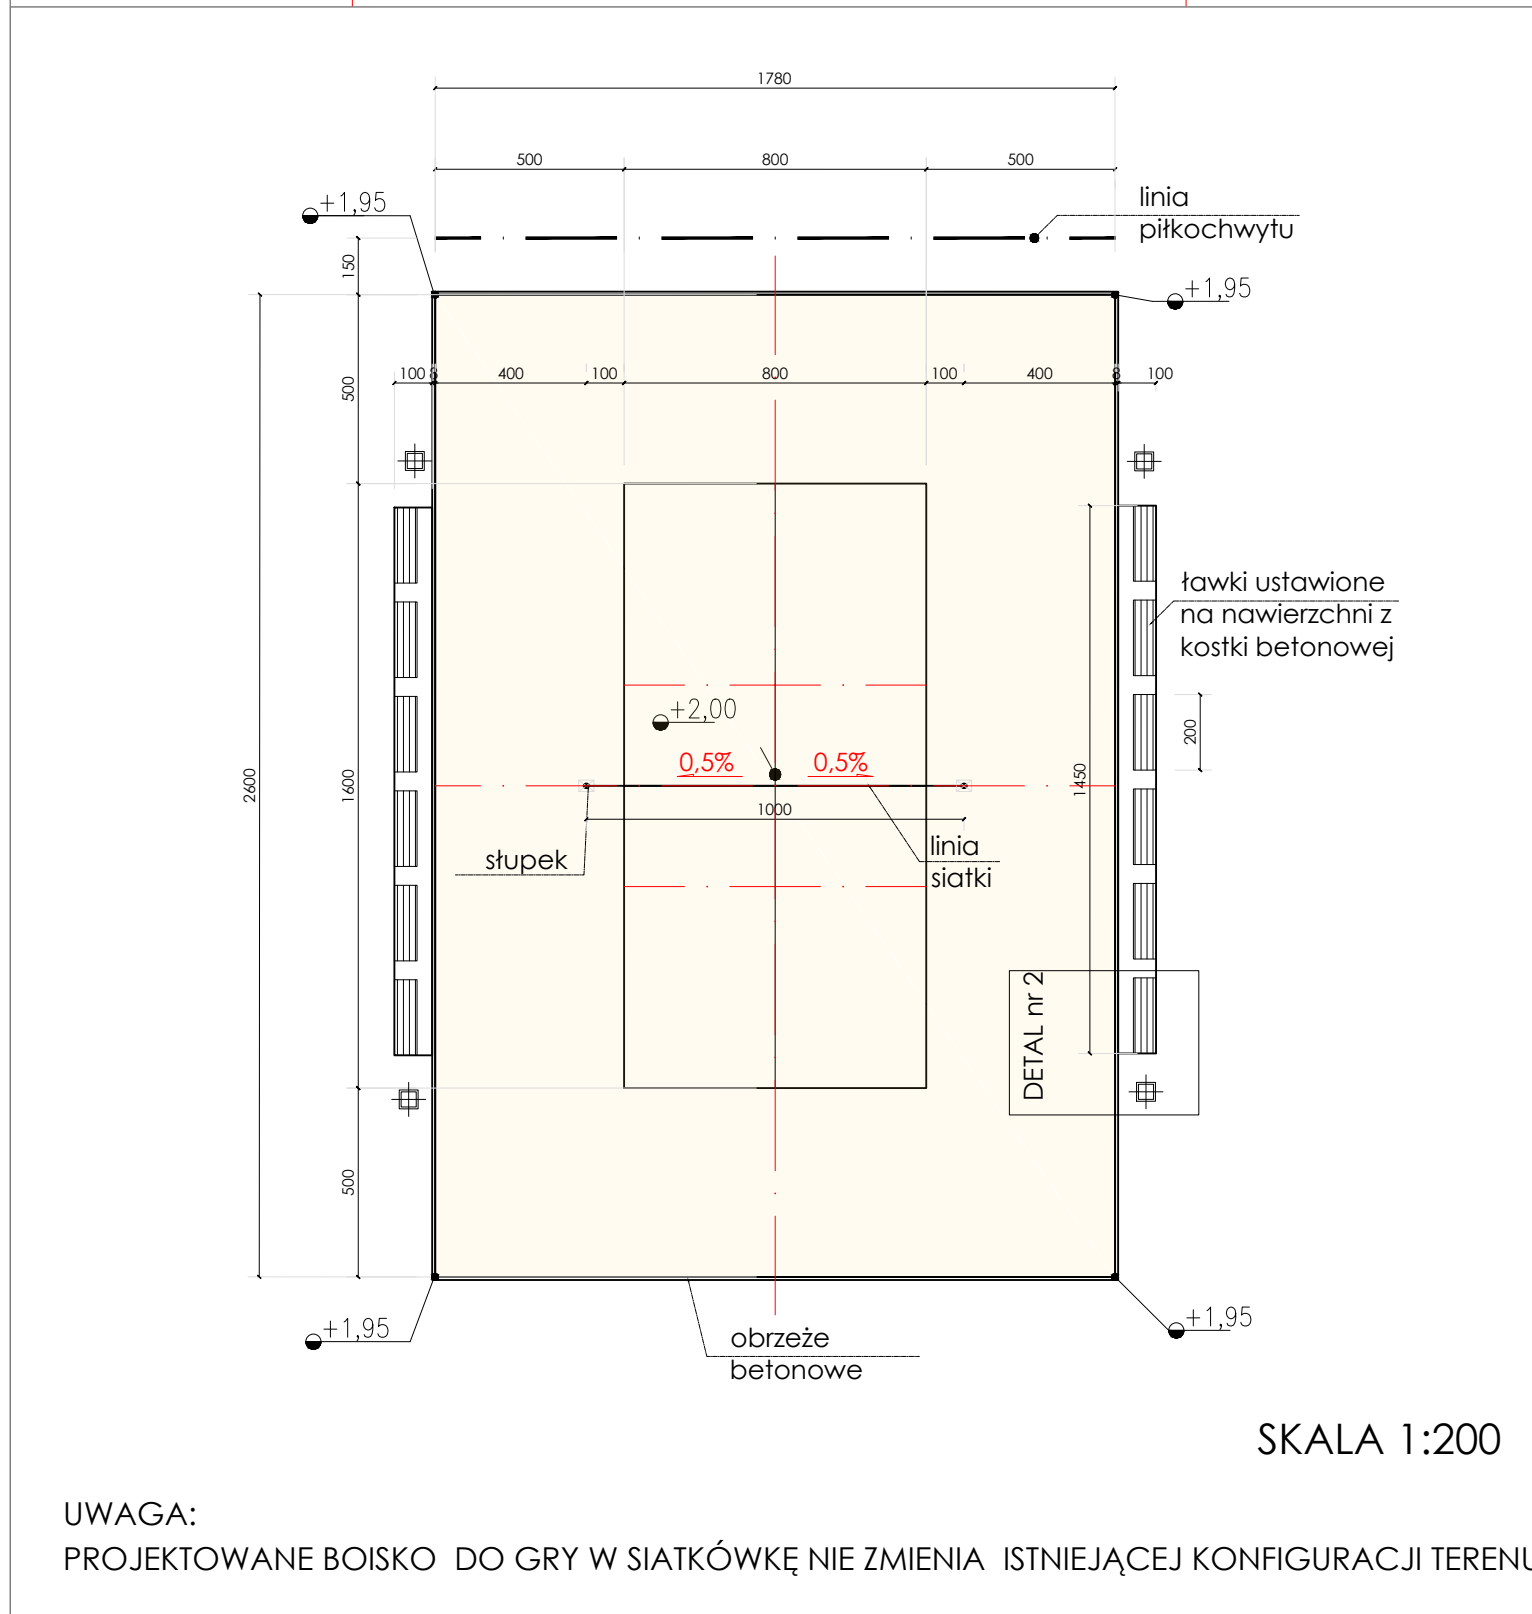 1780
500 800 500
+1,95
linia
piłkochwytu
150
+1,95
100 8 400 100 800 100 400 8 100
500
ławki ustawione
na nawierzchni z
kostki betonowej
+2,00
200
0,5% 0,5%
2600
1600
1450
1000
słupek
linia
siatki
DETAL nr 2
500
+1,95
+1,95
obrzeże
betonowe
SKALA 1:200
UWAGA:
PROJEKTOWANE BOISKO DO GRY W SIATKÓWKĘ NIE ZMIENIA ISTNIEJĄCEJ KONFIGURACJI TERENU